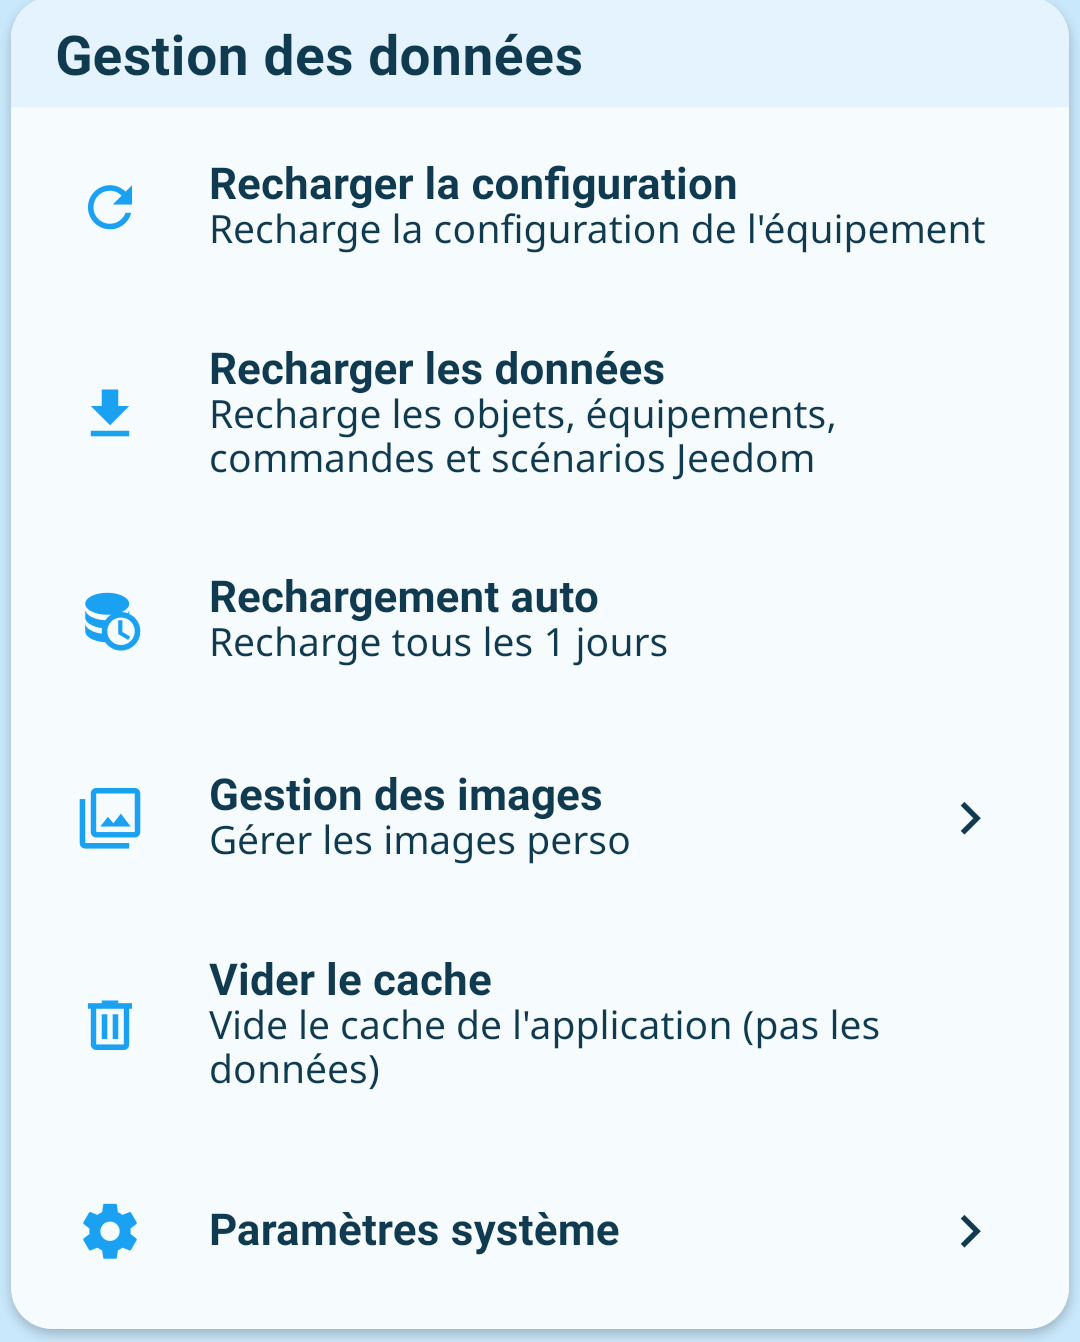 Gestion des données
Recharger la configuration
Recharge la configuration de l'équipement
Recharger les données
Recharge les objets, équipements,
commandes et scénarios Jeedom
Rechargement auto
Recharge tous les 1 jours
Gestion des images
Gérer les images perso
Vider le cache
Vide le cache de l'application (pas les
données)
Paramètres système